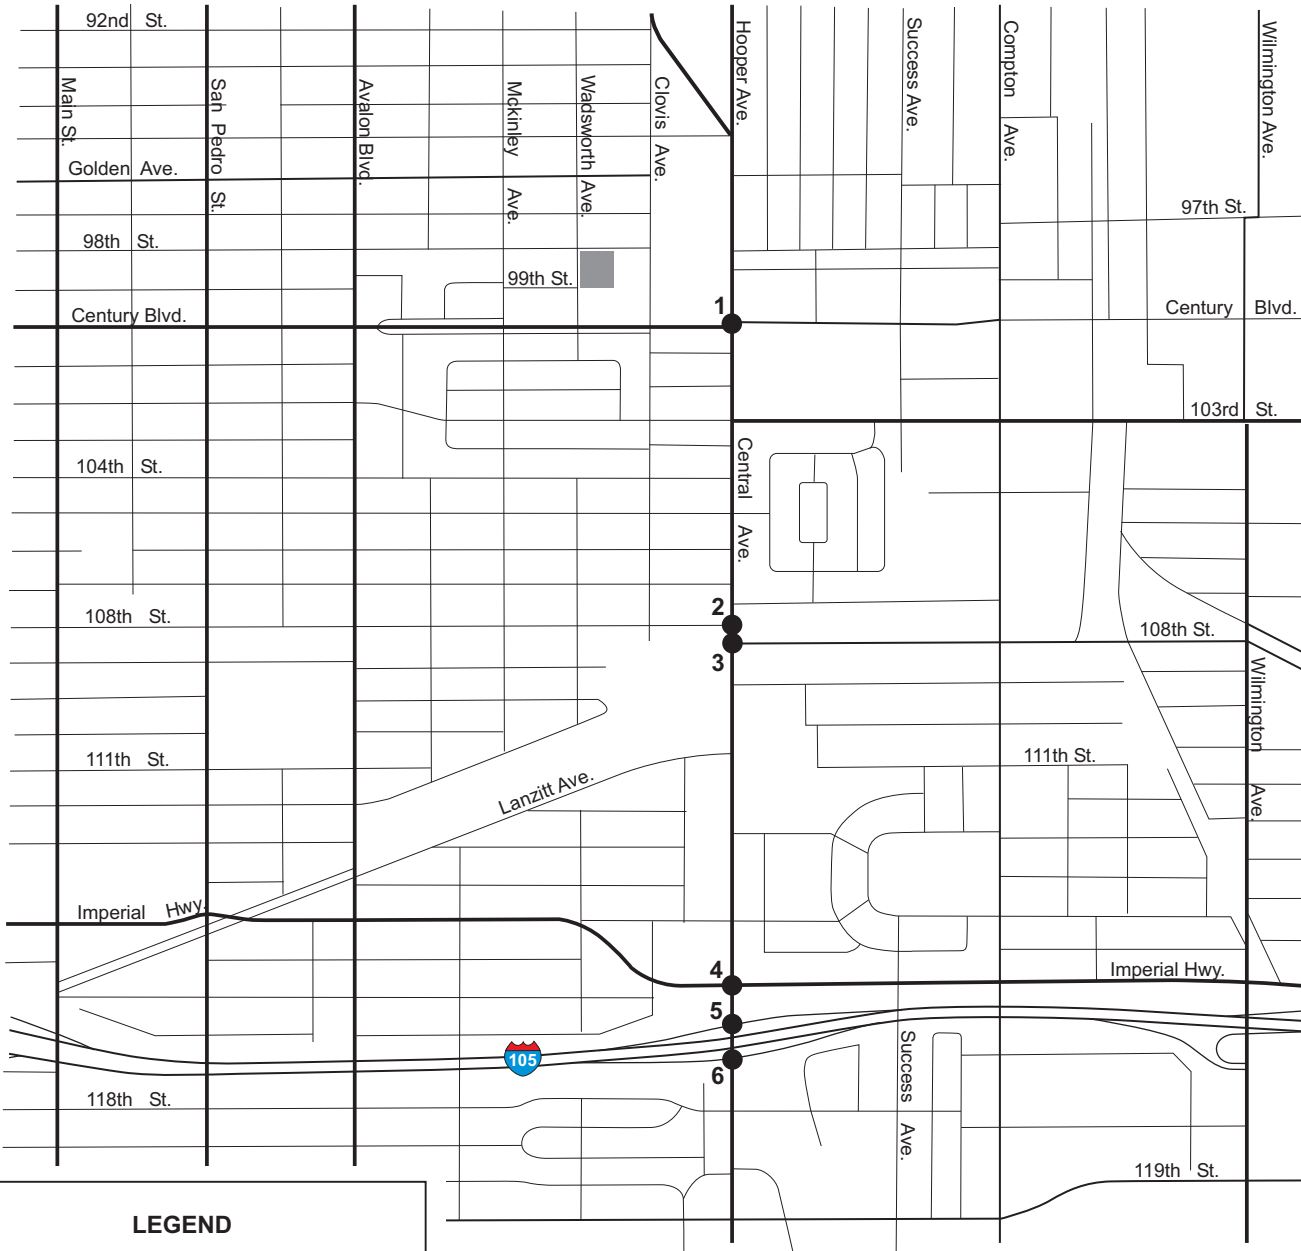 92nd St.
Main St.
San Pedro St.
Avalon Blvd.
Mckinley Ave.
Wadsworth Ave.
Clovis Ave.
Hooper Ave.
Success Ave.
Compton Ave.
Wilmington Ave.
Golden Ave.
97th St.
98th St.
99th St.
Century Blvd.
1
Century Blvd.
103rd St.
104th St.
Central Ave.
108th St.
2
3
108th St.
Wilmington Ave.
111th St.
111th St.
Lanzitt Ave.
Imperial Hwy.
4
Imperial Hwy.
5
105
6
Success Ave.
118th St.
119th St.
LEGEND